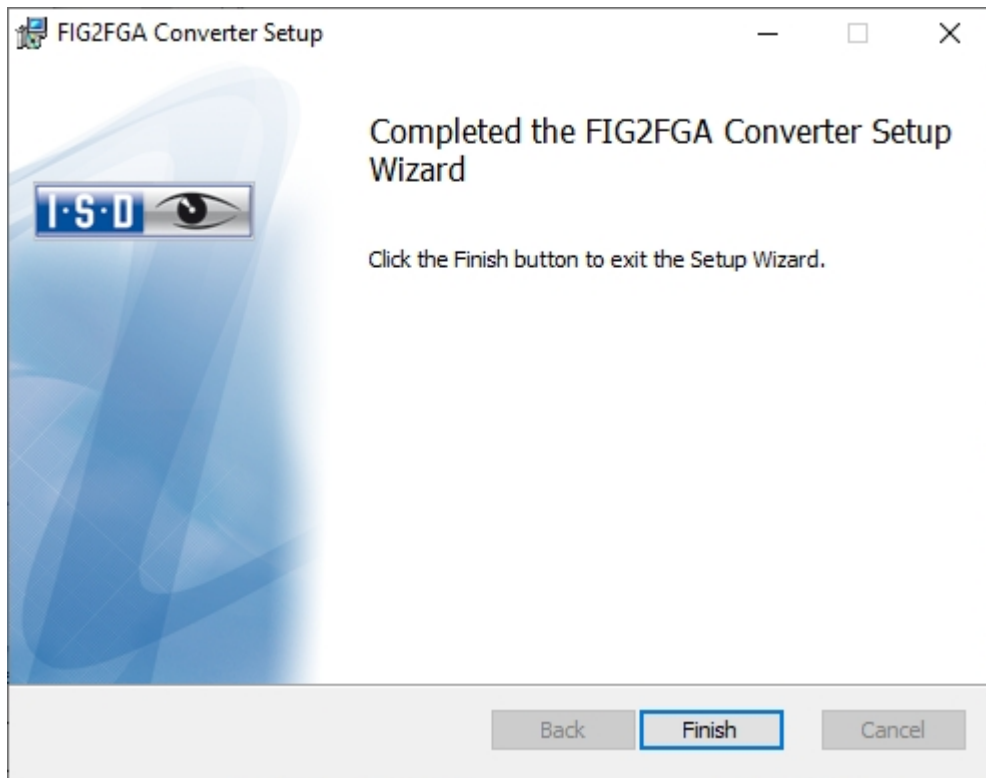 FIG2FGA Converter Setup
Completed the FIG2FGA Converter Setup
Wizard
I·S·D
Click the Finish button to exit the Setup Wizard.
Back Finish Cancel